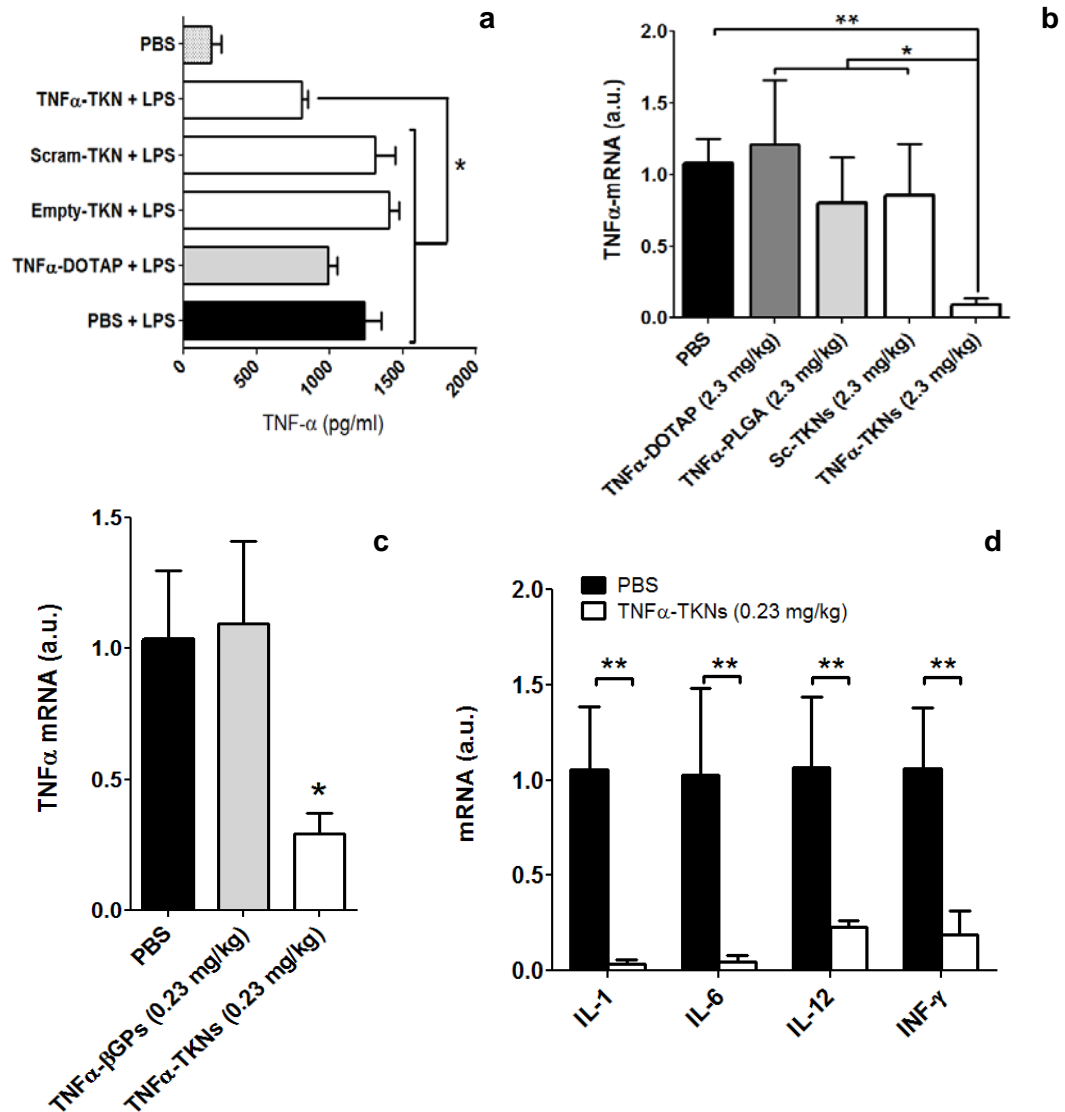 a
PBS
TNFα-TKN + LPS
Scram-TKN + LPS
Empty-TKN + LPS
TNFα-DOTAP + LPS
PBS + LPS
*
0 500 1000 1500 2000
TNF-α (pg/ml)
b
** 
*
TNFα-mRNA (a.u.)
2.0
1.5
1.0
0.5
0.0
PBS
TNFα-DOTAP (2.3 mg/kg)
TNFα-PLGA (2.3 mg/kg)
Sc-TKNs (2.3 mg/kg)
TNFα-TKNs (2.3 mg/kg)
c
TNFα mRNA (a.u.)
1.5
1.0
0.5
0.0
*
PBS
TNFα-βGPs (0.23 mg/kg)
TNFα-TKNs (0.23 mg/kg)
d
PBS
TNFα-TKNs (0.23 mg/kg)
mRNA (a.u.)
2.0
1.5
1.0
0.5
0.0
** ** ** **
IL-1 IL-6 IL-12 INF-γ